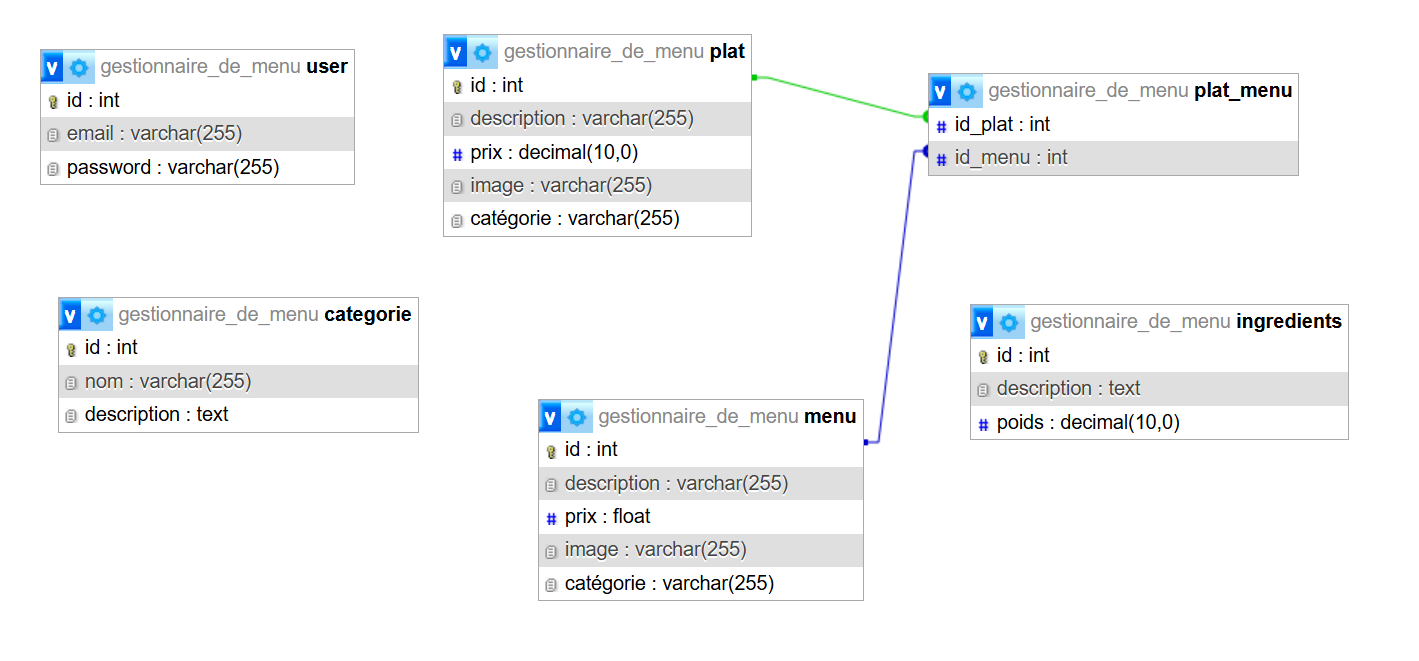 v gestionnaire_de_menu user
id : int
email : varchar(255)
password : varchar(255)
v gestionnaire_de_menu plat
id : int
description : varchar(255)
# prix : decimal(10,0)
image : varchar(255)
catégorie : varchar(255)
v gestionnaire_de_menu plat_menu
# id_plat : int
# id_menu : int
v gestionnaire_de_menu categorie
id : int
nom : varchar(255)
description : text
v gestionnaire_de_menu menu
id : int
description : varchar(255)
# prix : float
image : varchar(255)
catégorie : varchar(255)
v gestionnaire_de_menu ingredients
id : int
description : text
# poids : decimal(10,0)